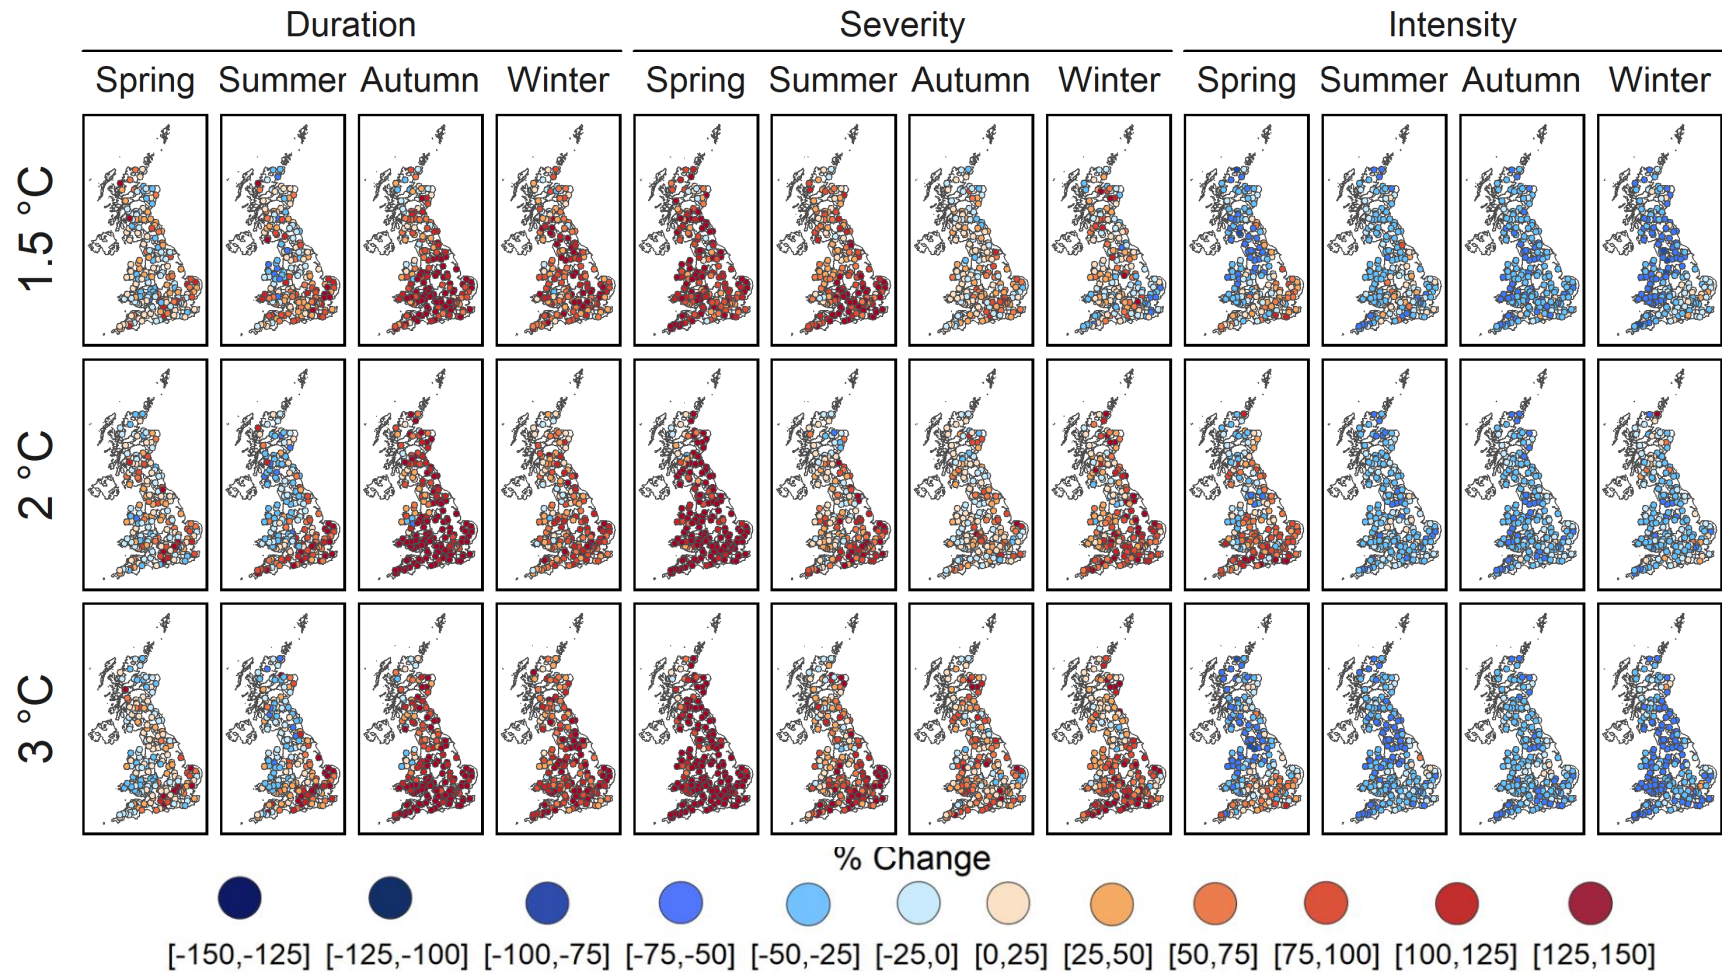 Duration Severity Intensity
Spring Summer Autumn Winter Spring Summer Autumn Winter Spring Summer Autumn Winter
1.5 °C
2 °C
3 °C
% Change
[-150,-125] [-125,-100] [-100,-75] [-75,-50] [-50,-25] [-25,0] [0,25] [25,50] [50,75] [75,100] [100,125] [125,150]